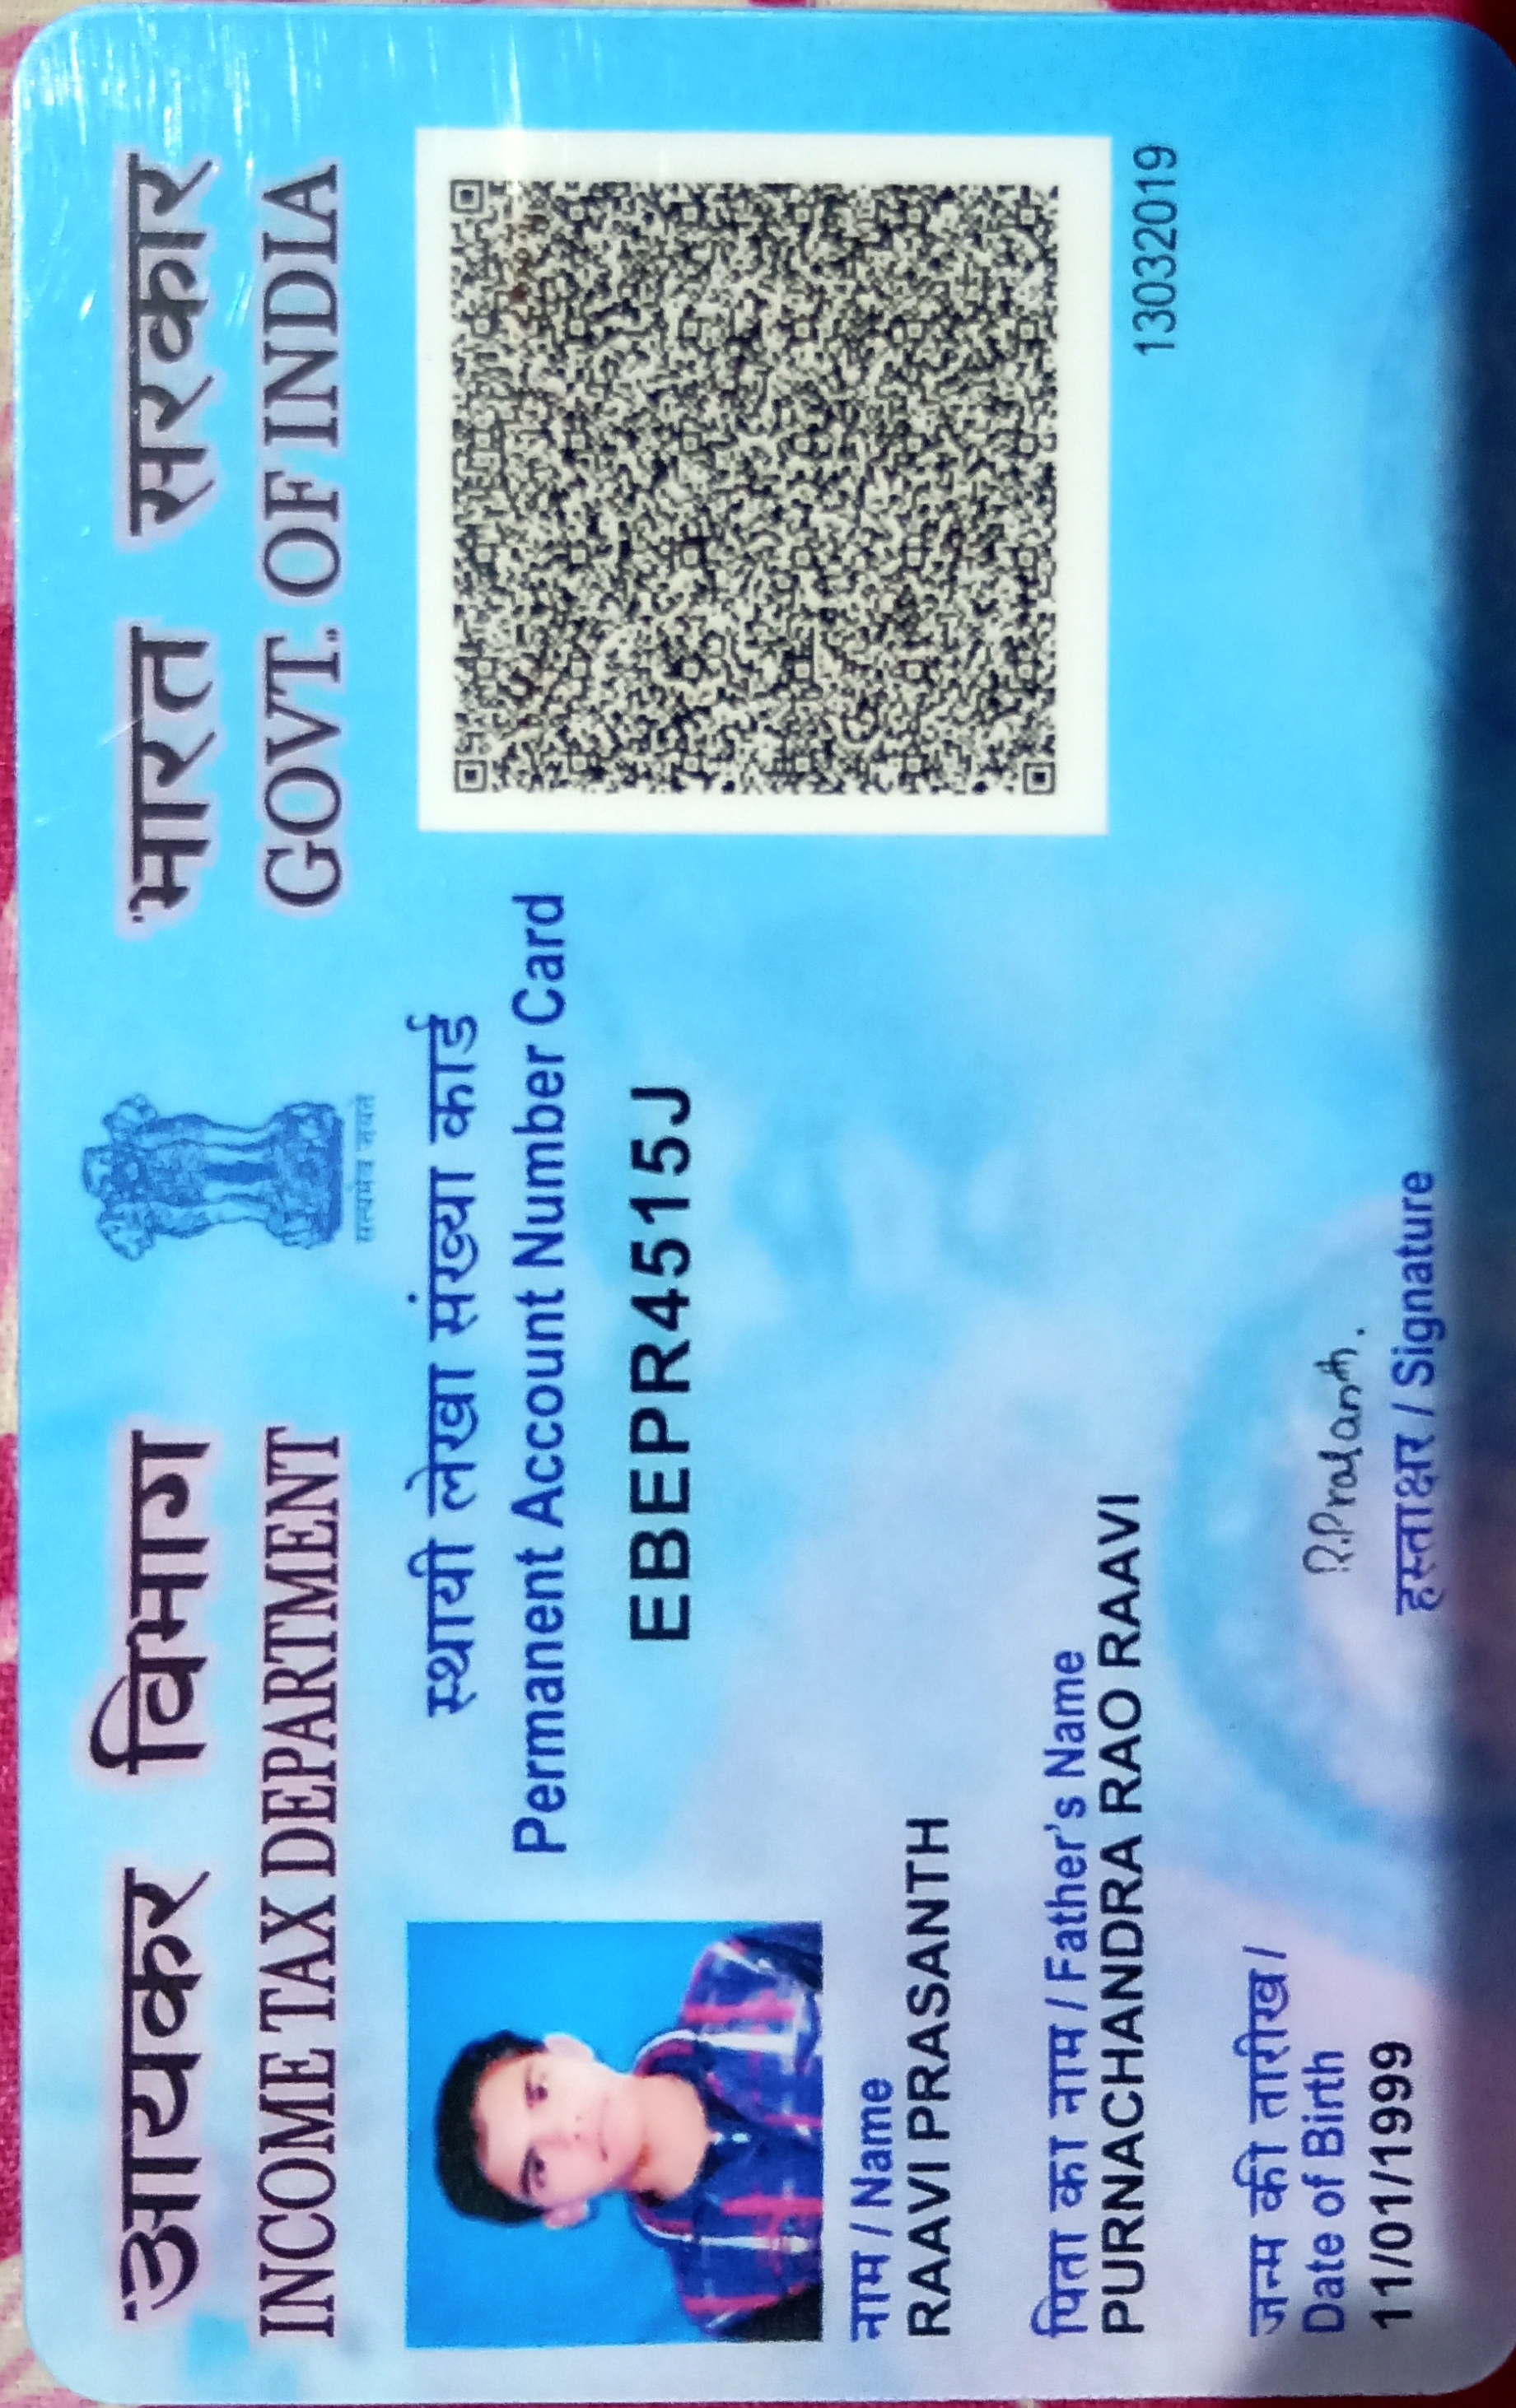 आयकर विभाग
INCOME TAX DEPARTMENT
सत्यमेव जयते
भारत सरकार
GOVT. OF INDIA
स्थायी लेखा संख्या कार्ड
Permanent Account Number Card
EBEPR4515J
नाम / Name
RAAVI PRASANTH
पिता का नाम / Father's Name
PURNACHANDRA RAO RAAVI
जन्म की तारीख /
Date of Birth
11/01/1999
R.Prasanth.
हस्ताक्षर / Signature
13032019